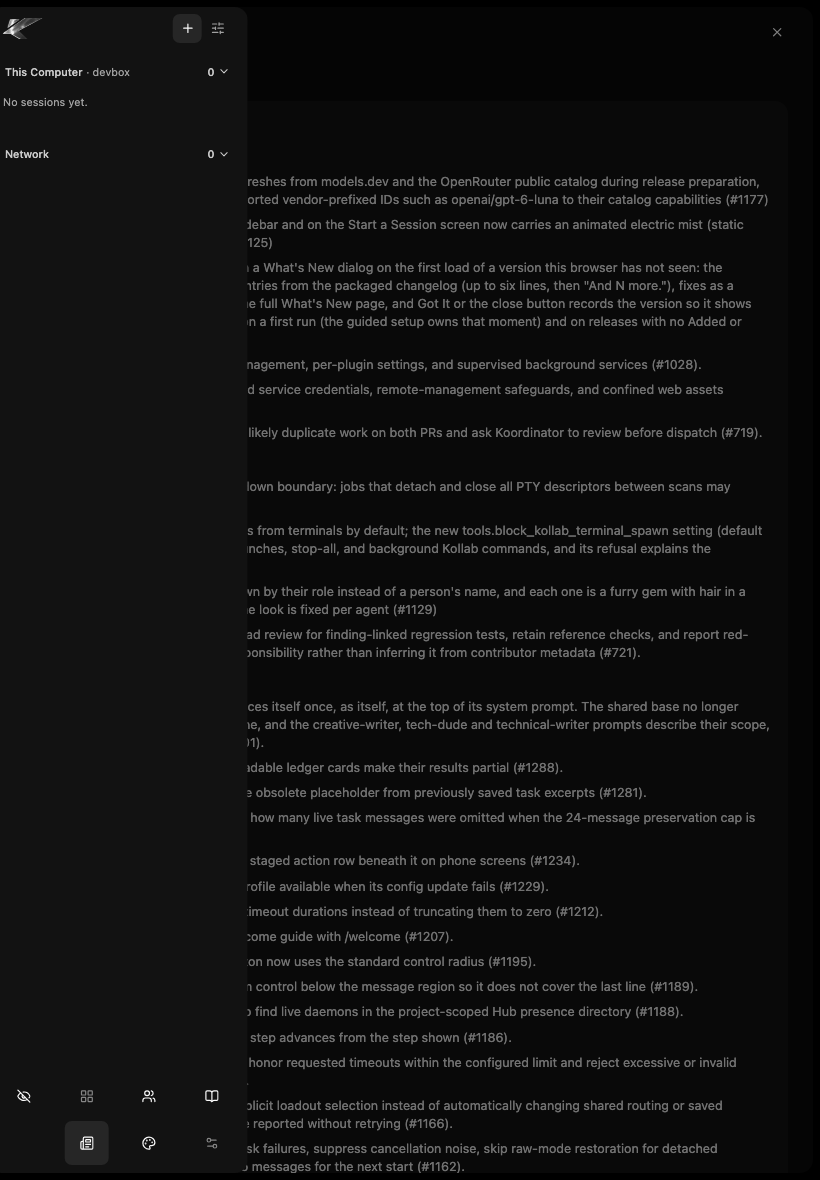 This Computer · devbox 0
No sessions yet.
Network 0
reshes from models.dev and the OpenRouter public catalog during release preparation,
orted vendor-prefixed IDs such as openai/gpt-6-luna to their catalog capabilities (#1177)
debar and on the Start a Session screen now carries an animated electric mist (static
125)
a What's New dialog on the first load of a version this browser has not seen: the
ntries from the packaged changelog (up to six lines, then "And N more."), fixes as a
e full What's New page, and Got It or the close button records the version so it shows
n a first run (the guided setup owns that moment) and on releases with no Added or
nagement, per-plugin settings, and supervised background services (#1028).
d service credentials, remote-management safeguards, and confined web assets
likely duplicate work on both PRs and ask Koordinator to review before dispatch (#719).
down boundary: jobs that detach and close all PTY descriptors between scans may
s from terminals by default; the new tools.block_kollab_terminal_spawn setting (default
nches, stop-all, and background Kollab commands, and its refusal explains the
wn by their role instead of a person's name, and each one is a furry gem with hair in a
e look is fixed per agent (#1129)
ad review for finding-linked regression tests, retain reference checks, and report red-
ponsibility rather than inferring it from contributor metadata (#721).
ces itself once, as itself, at the top of its system prompt. The shared base no longer
ne, and the creative-writer, tech-dude and technical-writer prompts describe their scope,
01).
adable ledger cards make their results partial (#1288).
e obsolete placeholder from previously saved task excerpts (#1281).
how many live task messages were omitted when the 24-message preservation cap is
staged action row beneath it on phone screens (#1234).
rofile available when its config update fails (#1229).
timeout durations instead of truncating them to zero (#1212).
come guide with /welcome (#1207).
on now uses the standard control radius (#1195).
n control below the message region so it does not cover the last line (#1189).
o find live daemons in the project-scoped Hub presence directory (#1188).
step advances from the step shown (#1186).
honor requested timeouts within the configured limit and reject excessive or invalid
plicit loadout selection instead of automatically changing shared routing or saved
e reported without retrying (#1166).
sk failures, suppress cancellation noise, skip raw-mode restoration for detached
o messages for the next start (#1162).